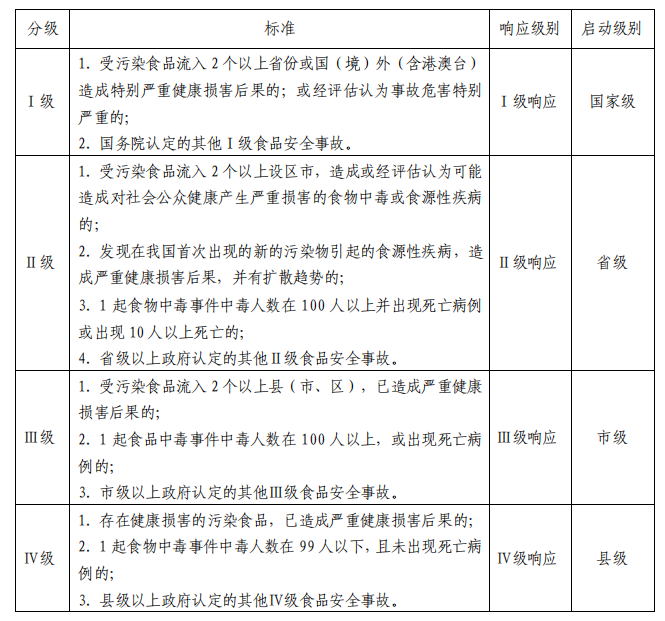 分级 标准 响应级别 启动级别
1. 受污染食品流入 2 个以上省份或国（境）外（含港澳台）
造成特别严重健康损害后果的；或经评估认为事故危害特别
严重的；
2. 国务院认定的其他Ⅰ级食品安全事故。
Ⅰ级 Ⅰ级响应 国家级
1. 受污染食品流入 2 个以上设区市，造成或经评估认为可能
造成对社会公众健康产生严重损害的食物中毒或食源性疾病
的；
2. 发现在我国首次出现的新的污染物引起的食源性疾病，造
成严重健康损害后果，并有扩散趋势的；
3. 1 起食物中毒事件中毒人数在 100 人以上并出现死亡病例
或出现 10 人以上死亡的；
4. 省级以上政府认定的其他Ⅱ级食品安全事故。
Ⅱ级 Ⅱ级响应 省级
1. 受污染食品流入 2 个以上县（市、区），已造成严重健康
损害后果的；
2. 1 起食品中毒事件中毒人数在 100 人以上，或出现死亡病
例的；
3. 市级以上政府认定的其他Ⅲ级食品安全事故。
Ⅲ级 Ⅲ级响应 市级
1. 存在健康损害的污染食品，已造成严重健康损害后果的；
2. 1 起食物中毒事件中毒人数在 99 人以下，且未出现死亡病
例的；
3. 县级以上政府认定的其他Ⅳ级食品安全事故。
Ⅳ级 Ⅳ级响应 县级